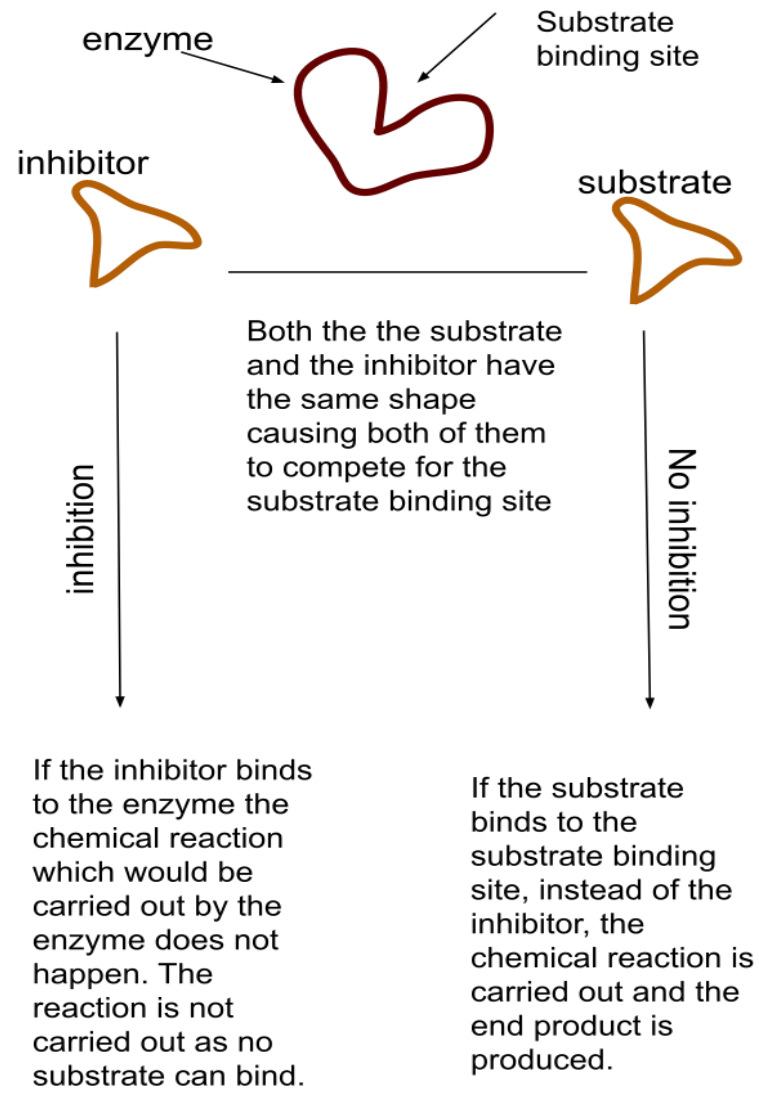 enzyme
Substrate
binding site
inhibitor
substrate
Both the the substrate
and the inhibitor have
the same shape
causing both of them
to compete for the
substrate binding site
inhibition
No inhibition
If the inhibitor binds
to the enzyme the
chemical reaction
which would be
carried out by the
enzyme does not
happen. The
reaction is not
carried out as no
substrate can bind.
If the substrate
binds to the
substrate binding
site, instead of the
inhibitor, the
chemical reaction is
carried out and the
end product is
produced.